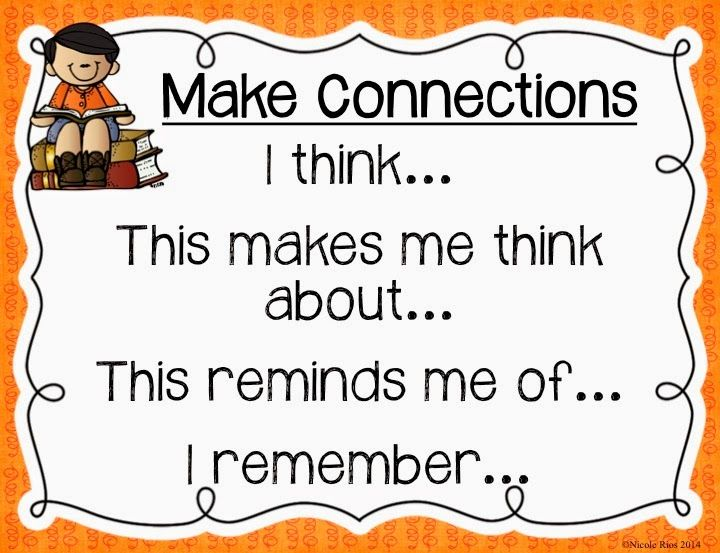 Make Connections
I think...
This makes me think
about...
This reminds me of...
I remember...
©Nicole Rios 2014